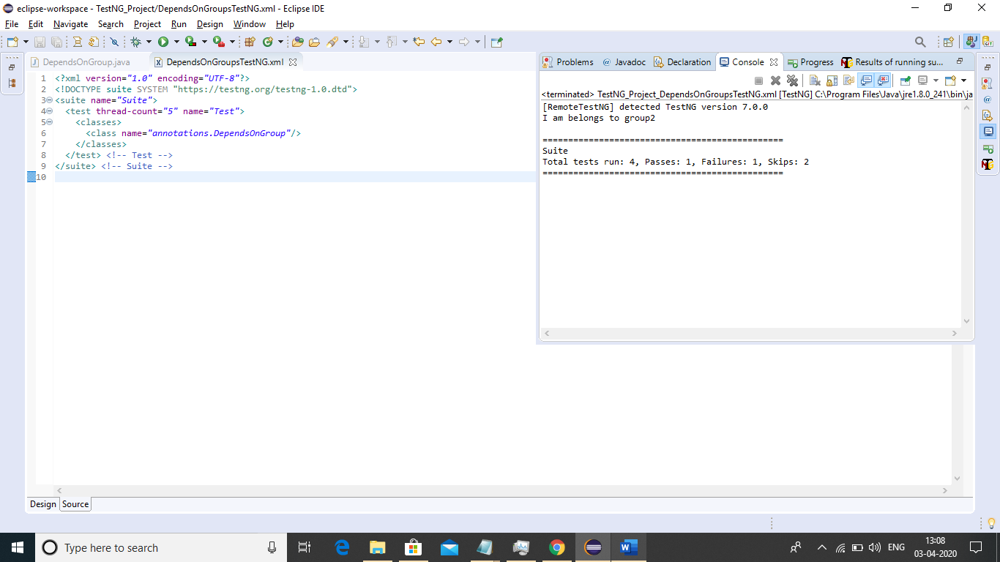 eclipse-workspace - TestNG_Project/DependsOnGroupsTestNG.xml - Eclipse IDE
File Edit Navigate Search Project Run Design Window Help
DependsOnGroup.java DependsOnGroupsTestNG.xml
1 <?xml version="1.0" encoding="UTF-8"?>
2 <!DOCTYPE suite SYSTEM "https://testng.org/testng-1.0.dtd">
3 <suite name="Suite">
4 <test thread-count="5" name="Test">
5 <classes>
6 <class name="annotations.DependsOnGroup"/>
7 </classes>
8 </test> <!-- Test -->
9 </suite> <!-- Suite -->
10
Problems @ Javadoc Declaration Console Progress Results of running su...
<terminated> TestNG_Project_DependsOnGroupsTestNG.xml [TestNG] C:\Program Files\Java\jre1.8.0_241\bin\ja
[RemoteTestNG] detected TestNG version 7.0.0
I am belongs to group2
===============================================
Suite
Total tests run: 4, Passes: 1, Failures: 1, Skips: 2
===============================================
Design Source
Type here to search
ENG
13:08
03-04-2020